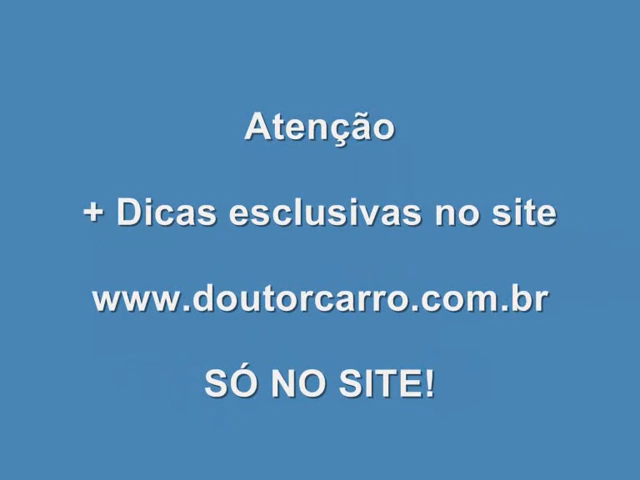 Atenção
+ Dicas esclusivas no site
www.doutorcarro.com.br
SÓ NO SITE!